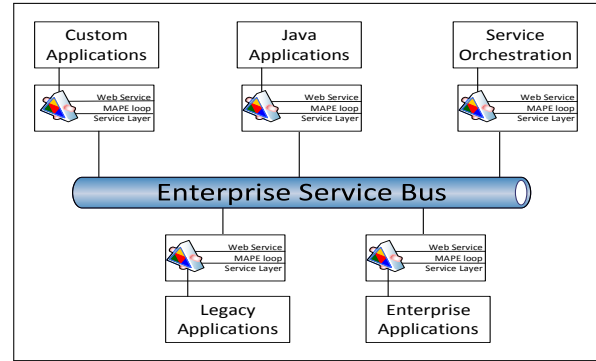 Custom
Applications
Java
Applications
Service
Orchestration
Web Service
MAPE loop
Service Layer
Web Service
MAPE loop
Service Layer
Web Service
MAPE loop
Service Layer
Enterprise Service Bus
Web Service
MAPE loop
Service Layer
Web Service
MAPE loop
Service Layer
Legacy
Applications
Enterprise
Applications